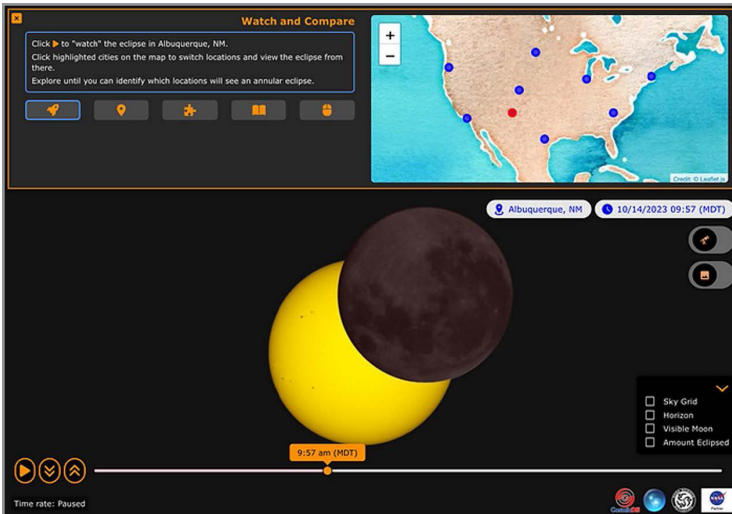 Watch and Compare
Click to "watch" the eclipse in Albuquerque, NM.
Click highlighted cities on the map to switch locations and view the eclipse from
there.
Explore until you can identify which locations will see an annular eclipse.
+
−
Credit: © Leaflet.js
Albuquerque, NM
10/14/2023 09:57 (MDT)
Sky Grid
Horizon
Visible Moon
Amount Eclipsed
9:57 am (MDT)
Time rate: Paused
CosmicDS
NASA
Partner